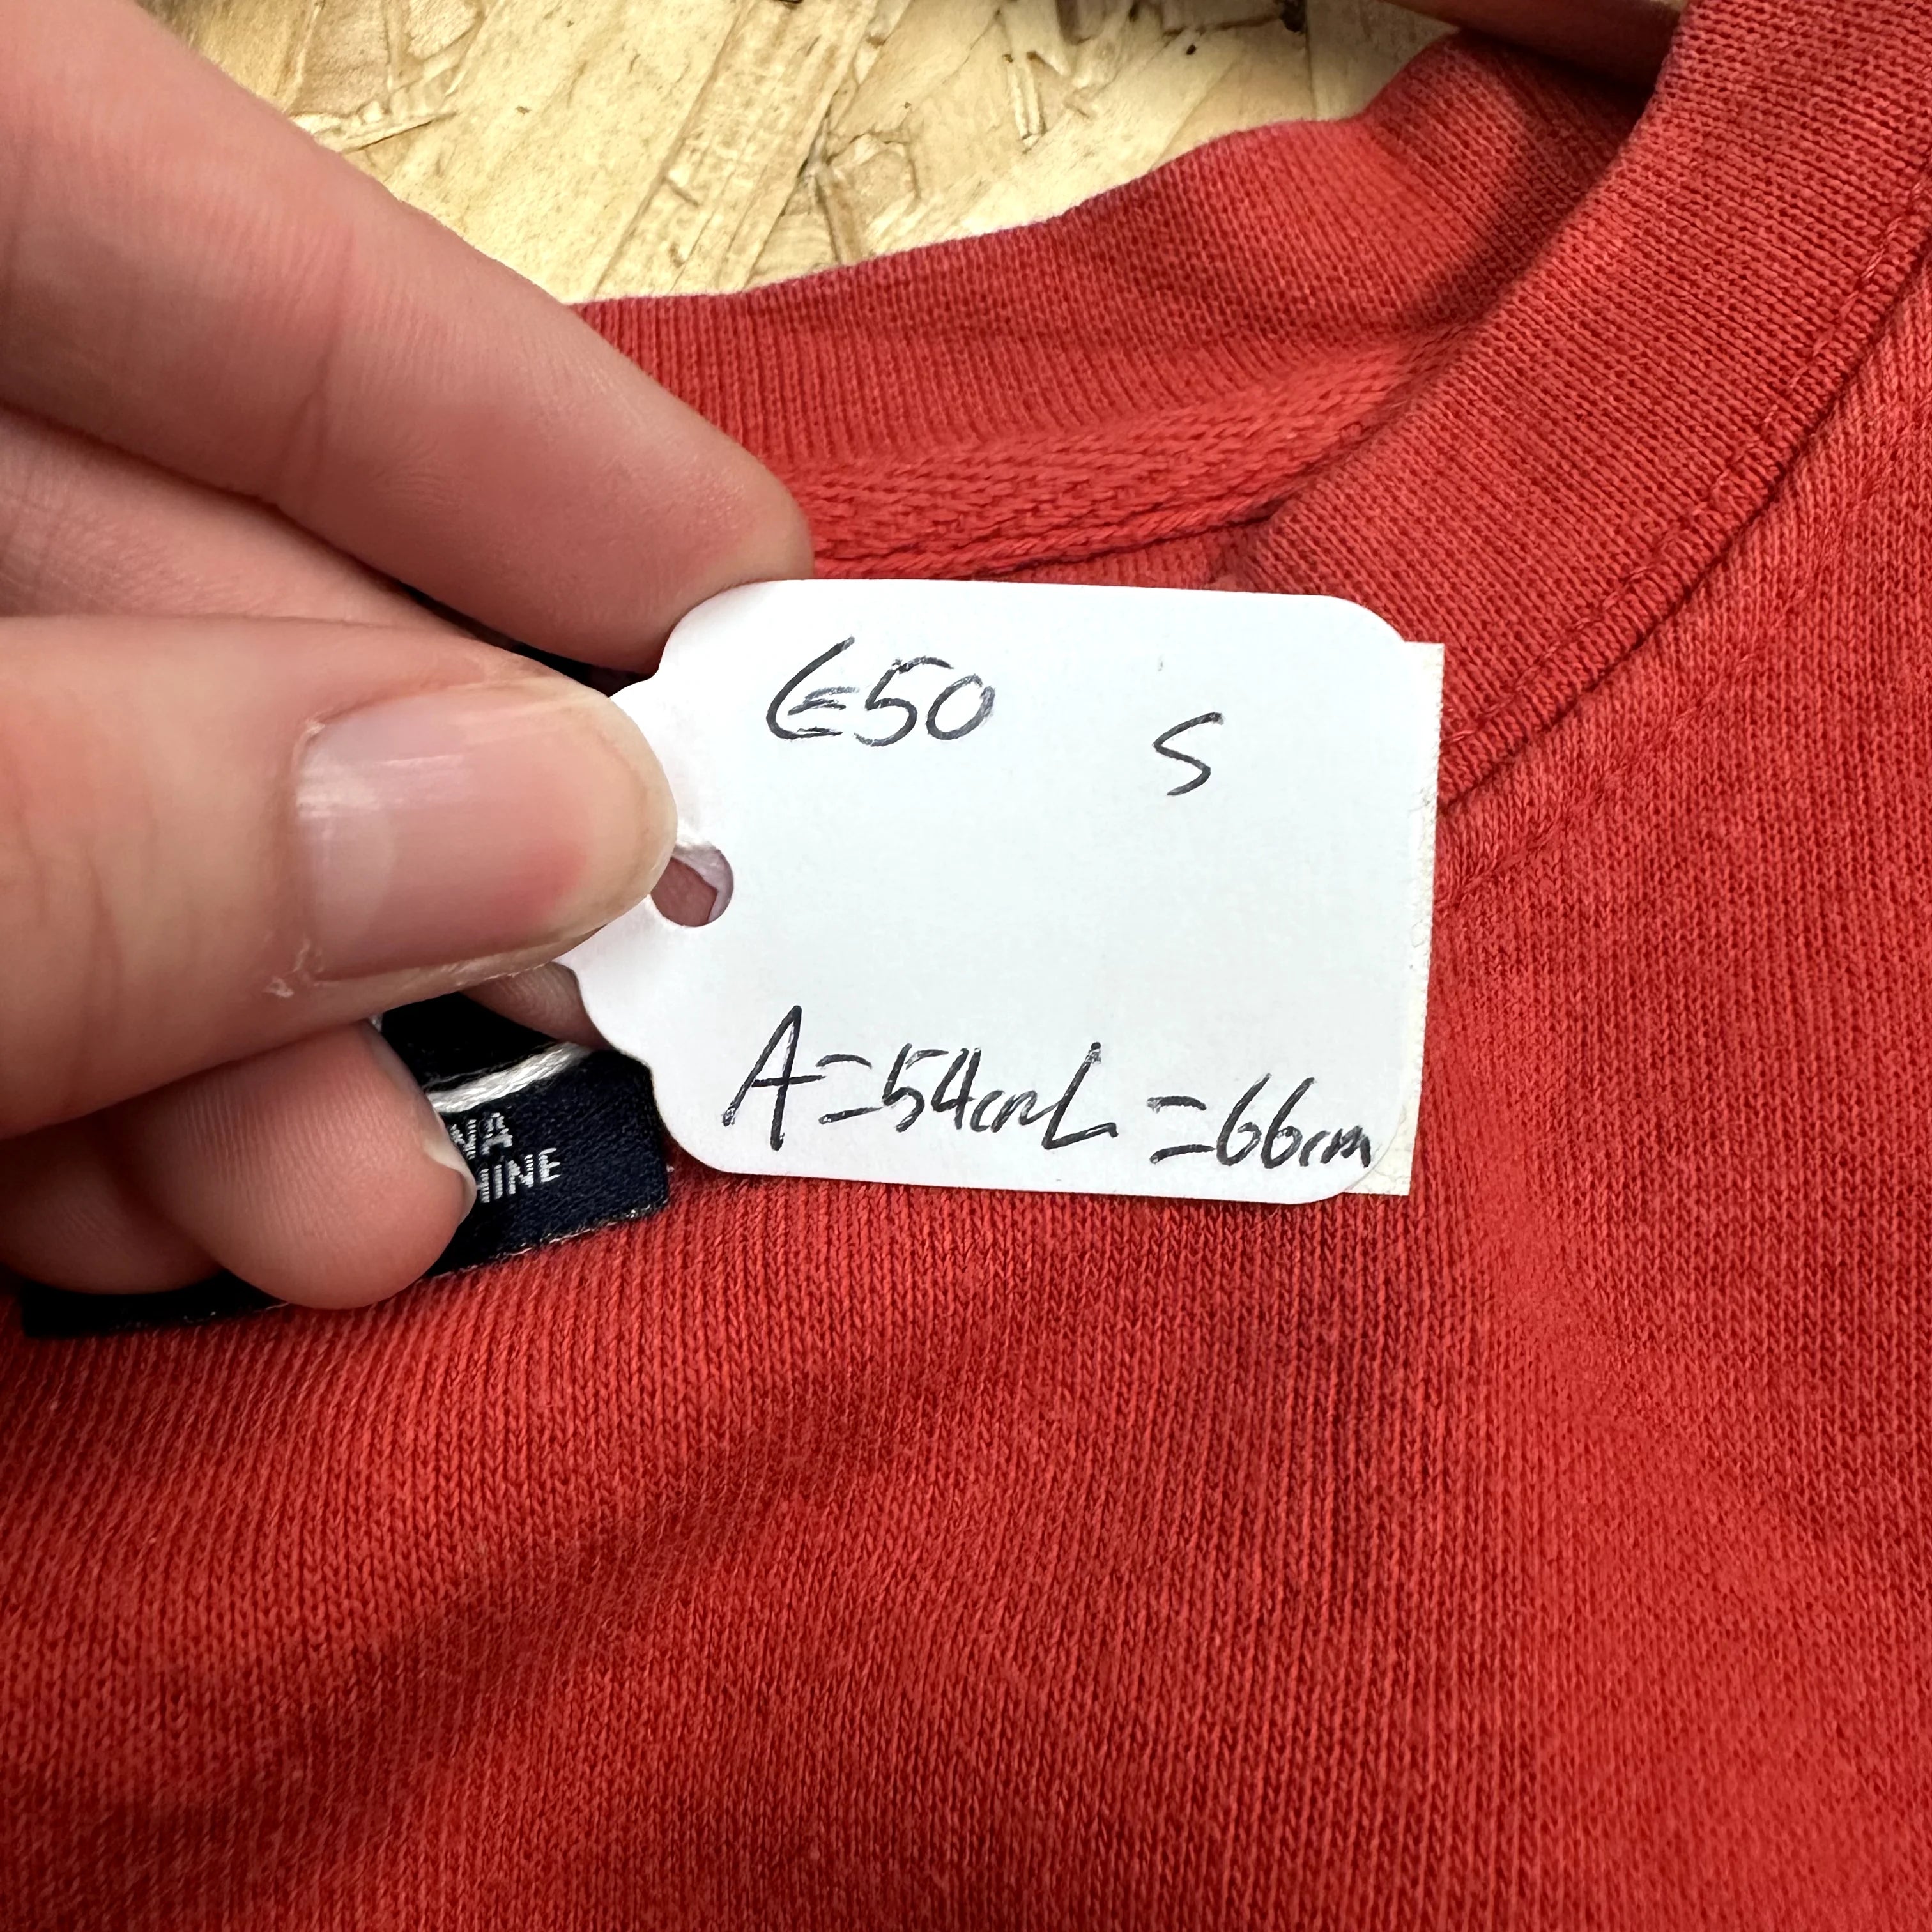 €50
S
A=54cm L=66cm
NA
HINE